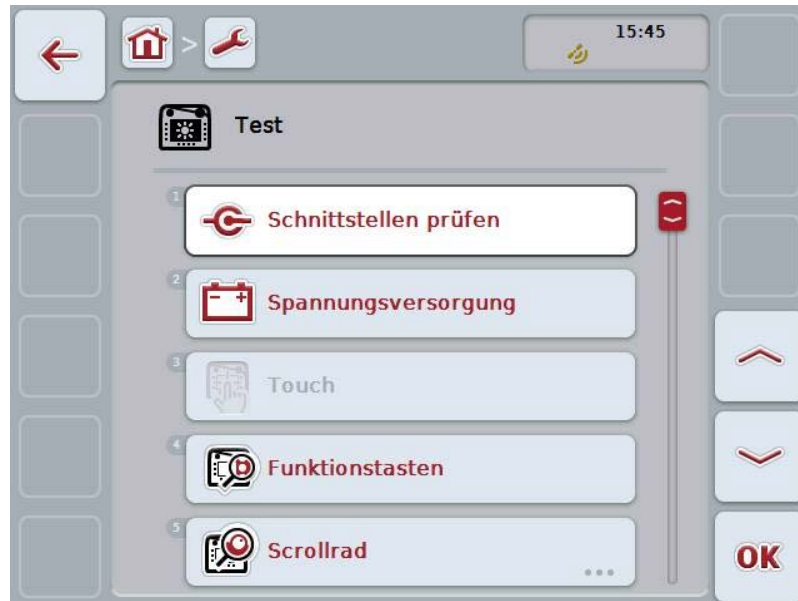 15:45
Test
1
Schnittstellen prüfen
2
Spannungsversorgung
3
Touch
4
Funktionstasten
5
Scrollrad
OK